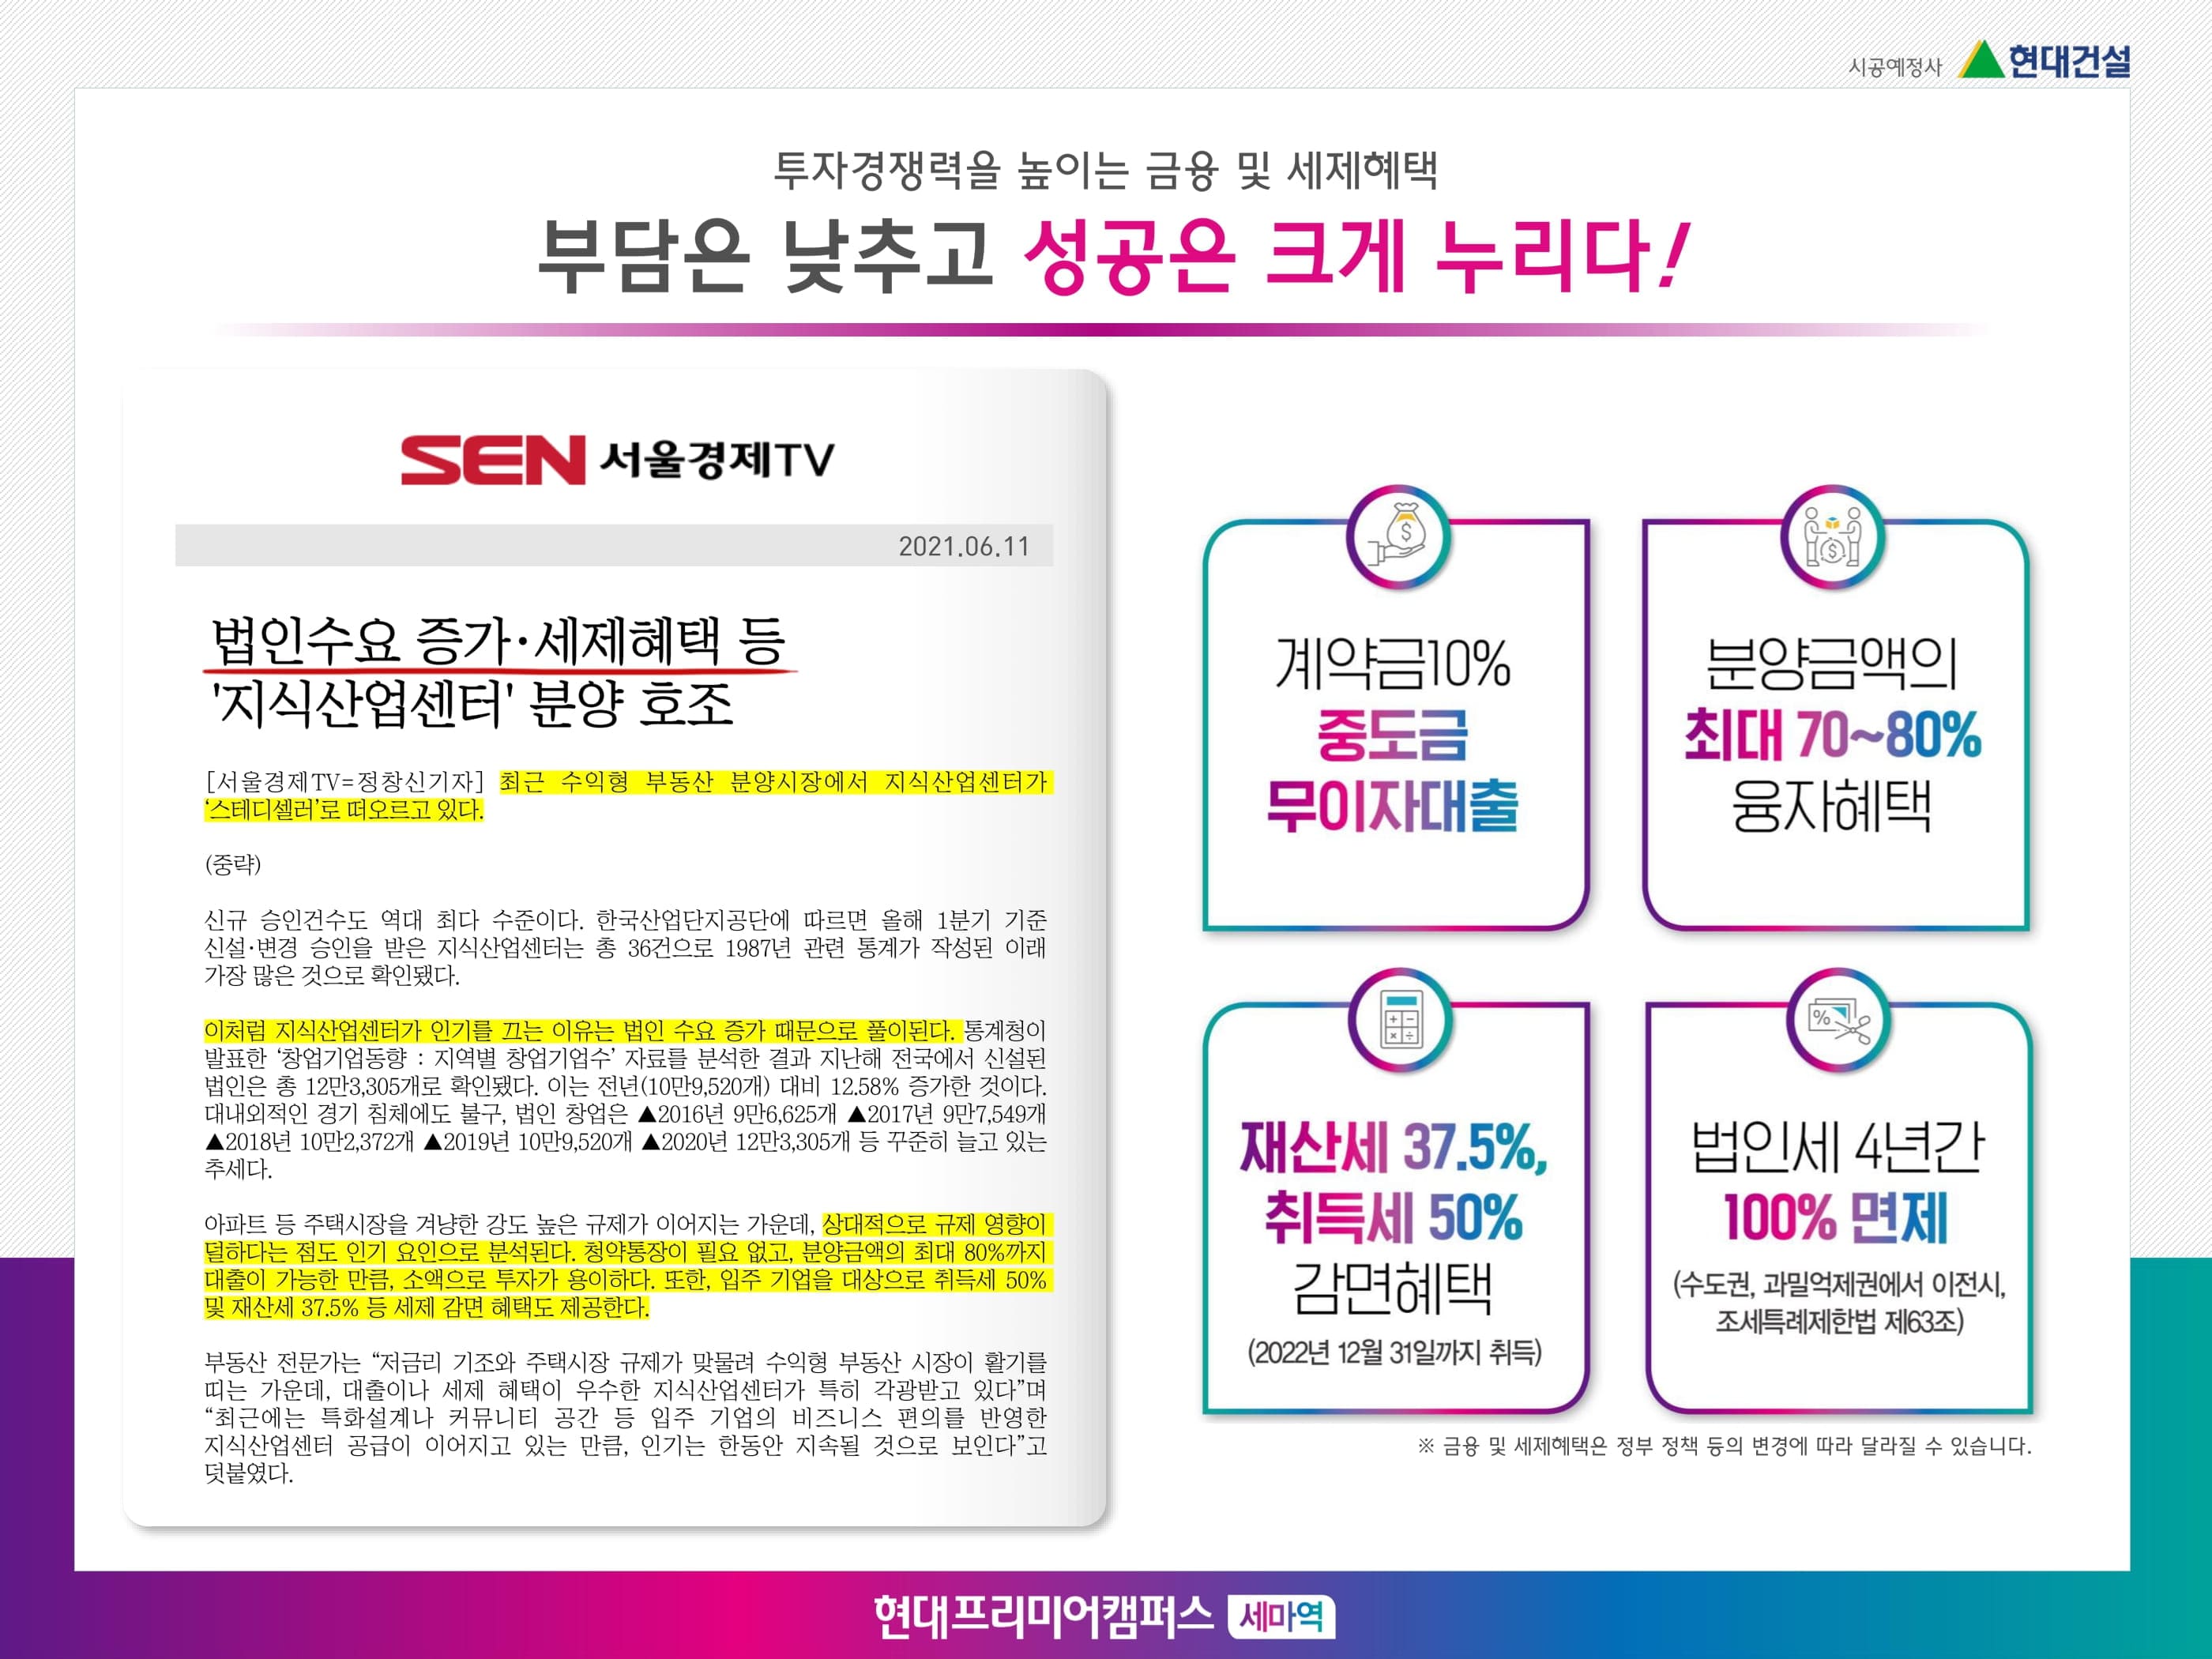 시공예정사 현대건설
투자경쟁력을 높이는 금융 및 세제혜택
부담은 낮추고 성공은 크게 누리다!
SEN 서울경제TV
2021.06.11
법인수요 증가·세제혜택 등
'지식산업센터' 분양 호조
[서울경제TV=정창신기자] 최근 수익형 부동산 분양시장에서 지식산업센터가
‘스테디셀러’로 떠오르고 있다.
(중략)
신규 승인건수도 역대 최다 수준이다. 한국산업단지공단에 따르면 올해 1분기 기준
신설·변경 승인을 받은 지식산업센터는 총 36건으로 1987년 관련 통계가 작성된 이래
가장 많은 것으로 확인됐다.
이처럼 지식산업센터가 인기를 끄는 이유는 법인 수요 증가 때문으로 풀이된다. 통계청이
발표한 ‘창업기업동향 : 지역별 창업기업수’ 자료를 분석한 결과 지난해 전국에서 신설된
법인은 총 12만3,305개로 확인됐다. 이는 전년(10만9,520개) 대비 12.58% 증가한 것이다.
대내외적인 경기 침체에도 불구, 법인 창업은 ▲2016년 9만6,625개 ▲2017년 9만7,549개
▲2018년 10만2,372개 ▲2019년 10만9,520개 ▲2020년 12만3,305개 등 꾸준히 늘고 있는
추세다.
아파트 등 주택시장을 겨냥한 강도 높은 규제가 이어지는 가운데, 상대적으로 규제 영향이
덜하다는 점도 인기 요인으로 분석된다. 청약통장이 필요 없고, 분양금액의 최대 80%까지
대출이 가능한 만큼, 소액으로 투자가 용이하다. 또한, 입주 기업을 대상으로 취득세 50%
및 재산세 37.5% 등 세제 감면 혜택도 제공한다.
부동산 전문가는 “저금리 기조와 주택시장 규제가 맞물려 수익형 부동산 시장이 활기를
띠는 가운데, 대출이나 세제 혜택이 우수한 지식산업센터가 특히 각광받고 있다”며
“최근에는 특화설계나 커뮤니티 공간 등 입주 기업의 비즈니스 편의를 반영한
지식산업센터 공급이 이어지고 있는 만큼, 인기는 한동안 지속될 것으로 보인다”고
덧붙였다.
계약금10%
중도금
무이자대출
분양금액의
최대 70~80%
융자혜택
재산세 37.5%,
취득세 50%
감면혜택
(2022년 12월 31일까지 취득)
법인세 4년간
100% 면제
(수도권, 과밀억제권에서 이전시,
조세특례제한법 제63조)
※ 금융 및 세제혜택은 정부 정책 등의 변경에 따라 달라질 수 있습니다.
현대프리미어캠퍼스 세마역